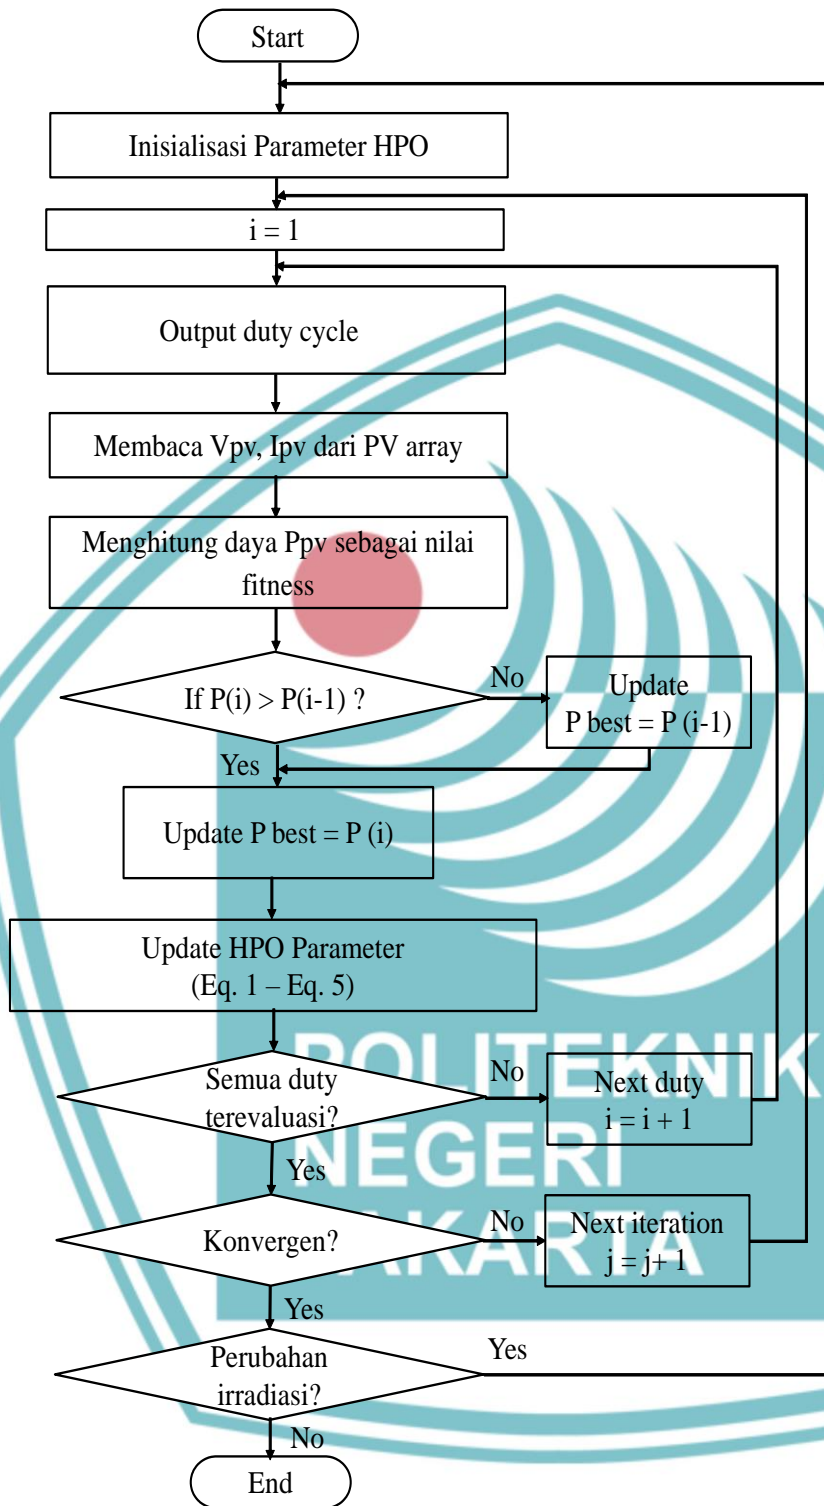 Start
Inisialisasi Parameter HPO
i = 1
Output duty cycle
Membaca Vpv, Ipv dari PV array
Menghitung daya Ppv sebagai nilai
fitness
If P(i) > P(i-1) ?
No
Update
P best = P (i-1)
Yes
Update P best = P (i)
Update HPO Parameter
(Eq. 1 – Eq. 5)
Semua duty
terevaluasi?
No
Next duty
i = i + 1
Yes
Konvergen?
No
Next iteration
j = j+ 1
Yes
Perubahan
irradiasi?
Yes
No
End
POLITEKNIK
NEGERI
JAKARTA